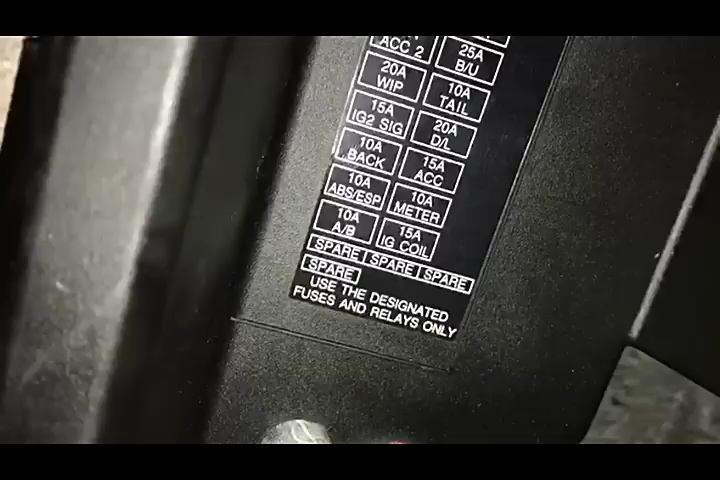 ACC 2
25A
B/U
20A
WIP
10A
TAIL
15A
IG2 SIG
20A
D/L
10A
BACK
15A
ACC
10A
ABS/ESP
10A
METER
10A
A/B
15A
IG COIL
SPARE SPARE SPARE
SPARE
USE THE DESIGNATED
FUSES AND RELAYS ONLY